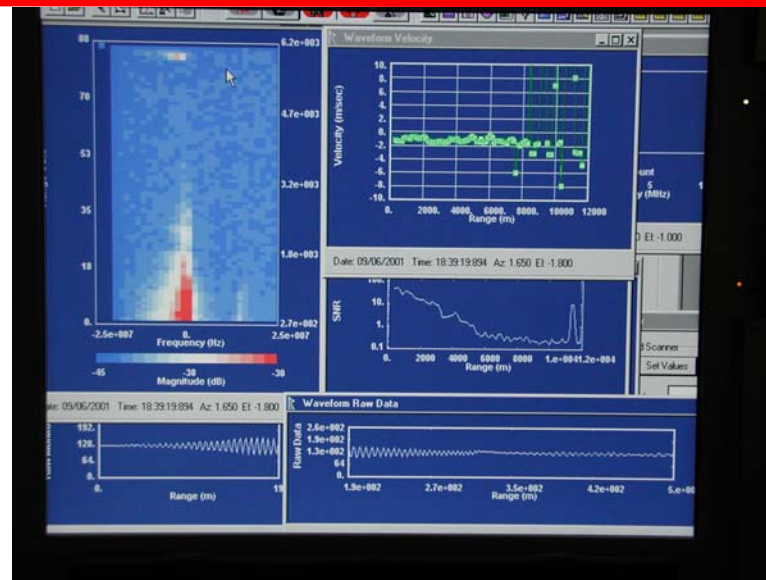 88
70
53
35
18
0.
6.2e+003
4.7e+003
3.2e+003
1.8e+003
2.7e+002
-2.5e+007 0. 2.5e+007
Frequency (Hz)
-45 -38 -30
Magnitude (dB)
Waveform Velocity
Velocity (m/sec)
10.
8.
6.
4.
2.
0.
-2.
-4.
-6.
-8.
-10.
0. 2000. 4000. 6000. 8000. 10000 12000
Range (m)
Date: 09/06/2001 Time: 18:39:19:894 Az: 1.650 El: -1.800
SNR
100.
10.
1.
0.1
0. 2000 4000 6000 8000 1.e+004 1.2e+004
Range (m)
unt
5
y (MHz)
El: -1.000
Scanner
Set Values
09/06/2001 Time: 18:39:19:894 Az: 1.650 El: -1.800
192.
128.
64.
0.
0. 19
Range (m)
Waveform Raw Data
Raw Data
2.6e+002
1.9e+002
1.3e+002
64
0.
1.9e+002 2.7e+002 3.5e+002 4.2e+002 5.e+00
Range (m)